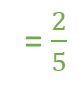 = 2/5